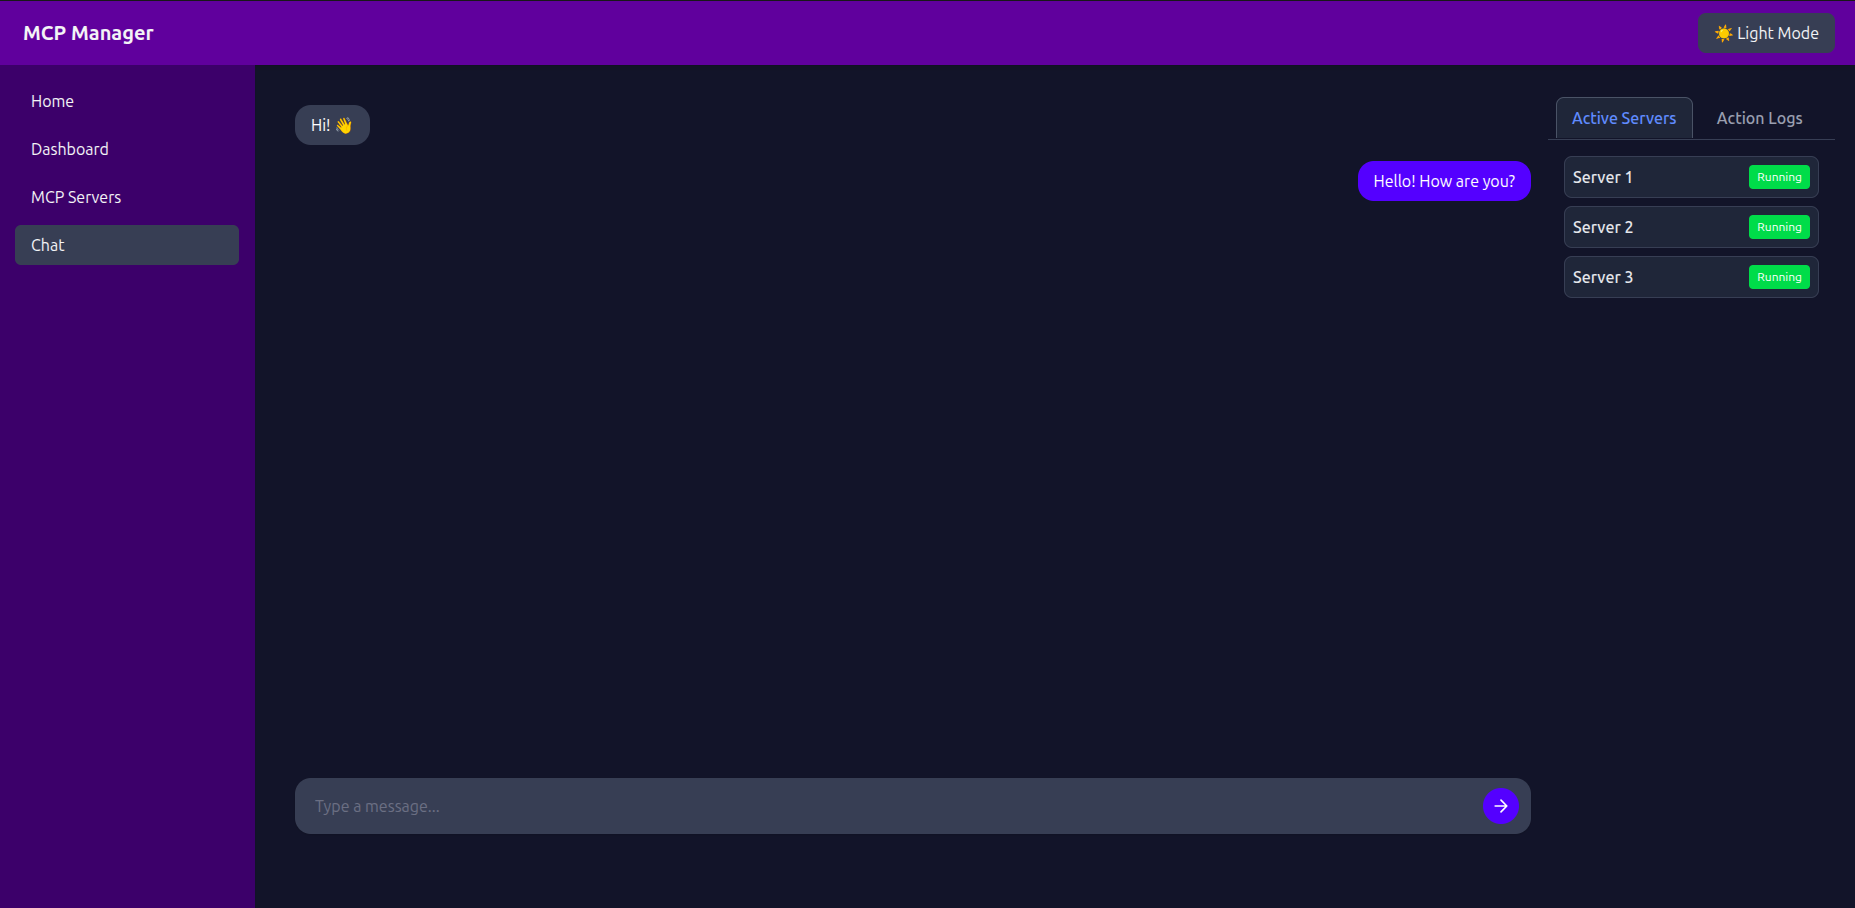 MCP Manager
☀️ Light Mode
Home
Dashboard
MCP Servers
Chat
Hi! 👋
Hello! How are you?
Type a message...
Active Servers
Action Logs
Server 1 Running
Server 2 Running
Server 3 Running